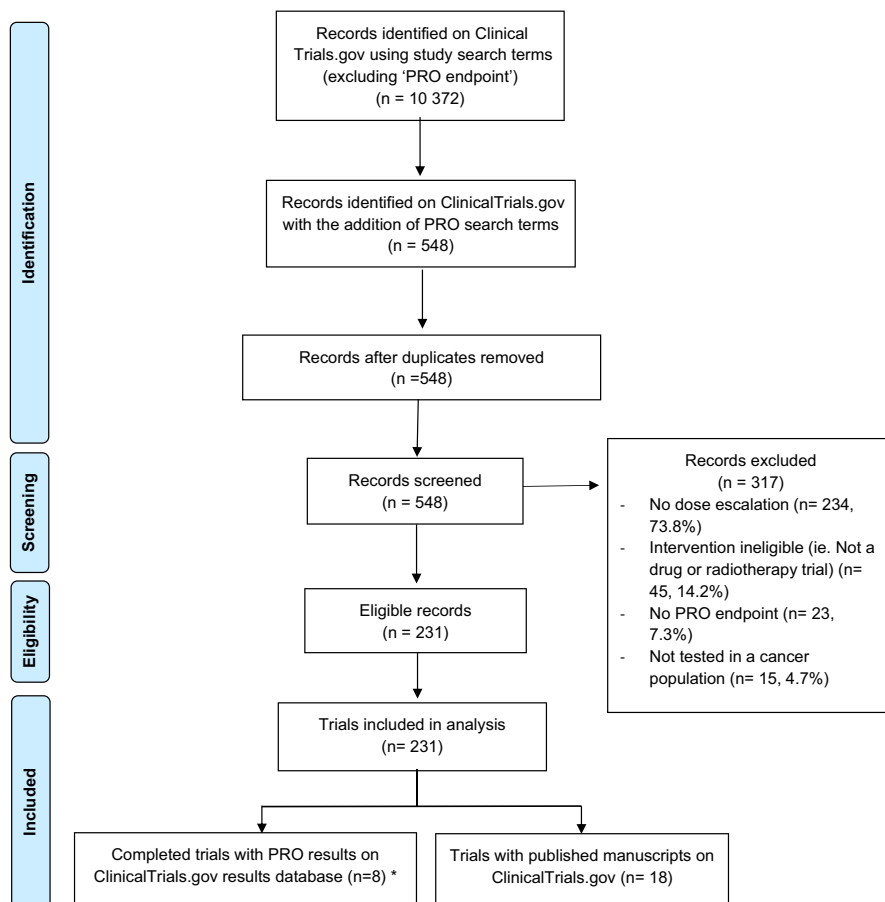 Records identified on Clinical
Trials.gov using study search terms
(excluding ‘PRO endpoint’)
(n = 10 372)
Identification
Records identified on ClinicalTrials.gov
with the addition of PRO search terms
(n = 548)
Records after duplicates removed
(n =548)
Screening
Records screened
(n = 548)
Records excluded
(n = 317)
- No dose escalation (n= 234,
73.8%)
- Intervention ineligible (ie. Not a
drug or radiotherapy trial) (n=
45, 14.2%)
- No PRO endpoint (n= 23,
7.3%)
- Not tested in a cancer
population (n= 15, 4.7%)
Eligibility
Eligible records
(n = 231)
Included
Trials included in analysis
(n= 231)
Completed trials with PRO results on
ClinicalTrials.gov results database (n=8) *
Trials with published manuscripts on
ClinicalTrials.gov (n= 18)